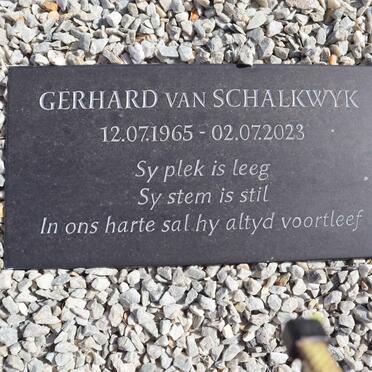 GERHARD VAN SCHALKWYK
12.07.1965 - 02.07.2023
Sy plek is leeg
Sy stem is stil
In ons harte sal hy altyd voortleef